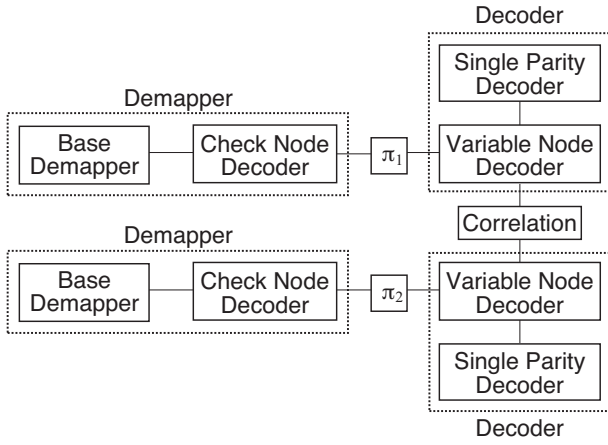 Decoder
Single Parity
Decoder
Demapper
Base
Demapper
Check Node
Decoder
π1
Variable Node
Decoder
Correlation
Demapper
Base
Demapper
Check Node
Decoder
π2
Variable Node
Decoder
Single Parity
Decoder
Decoder